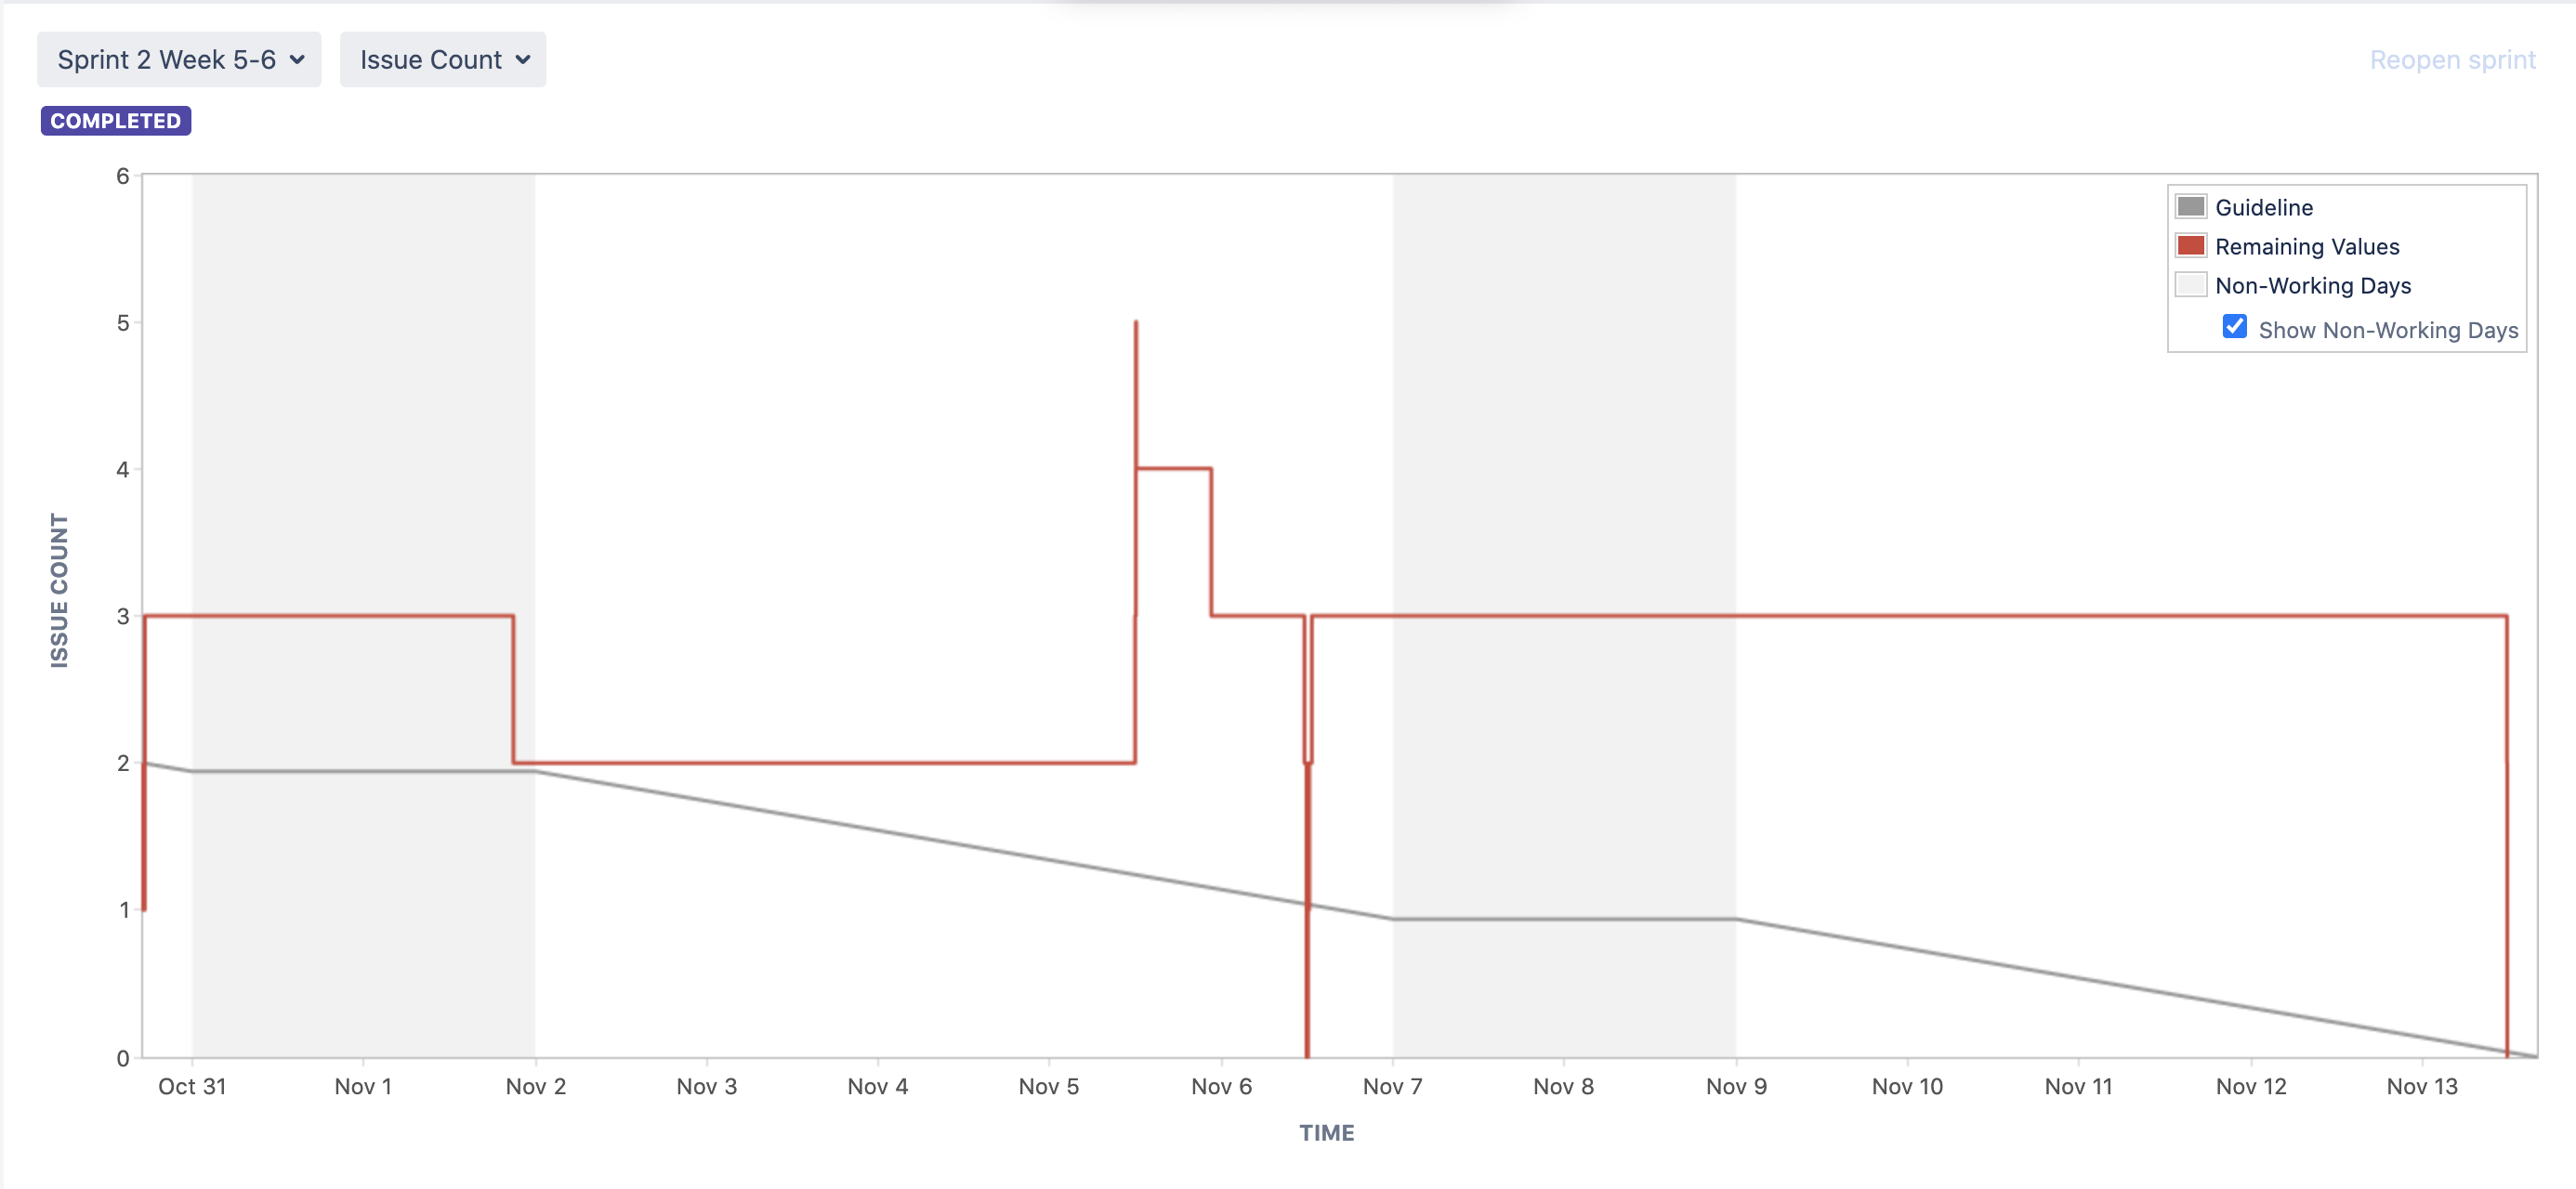 Sprint 2 Week 5-6
Issue Count
Reopen sprint
COMPLETED
Guideline
Remaining Values
Non-Working Days
Show Non-Working Days
ISSUE COUNT
6
5
4
3
2
1
0
Oct 31 Nov 1 Nov 2 Nov 3 Nov 4 Nov 5 Nov 6 Nov 7 Nov 8 Nov 9 Nov 10 Nov 11 Nov 12 Nov 13
TIME